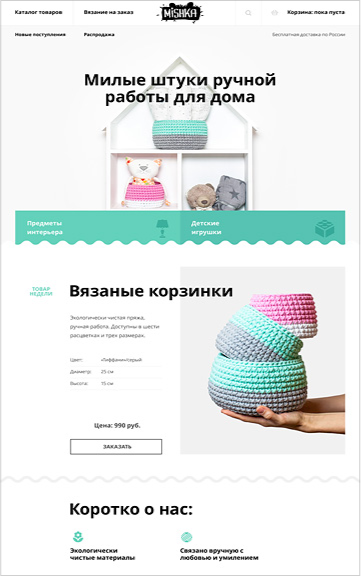 Каталог товаров Вязание на заказ MiSHKA Корзина: пока пуста
Новые поступления Распродажа Бесплатная доставка по России
Милые штуки ручной
работы для дома
Предметы
интерьера
Детские
игрушки
ТОВАР
НЕДЕЛИ
Вязаные корзинки
Экологически чистая пряжа,
ручная работа. Доступны в шести
расцветках и трех размерах.
Цвет: «Тиффани»/серый
Диаметр: 25 см
Высота: 15 см
Цена: 990 руб.
ЗАКАЗАТЬ
Коротко о нас:
Экологически
чистые материалы
Связано вручную с
любовью и умилением